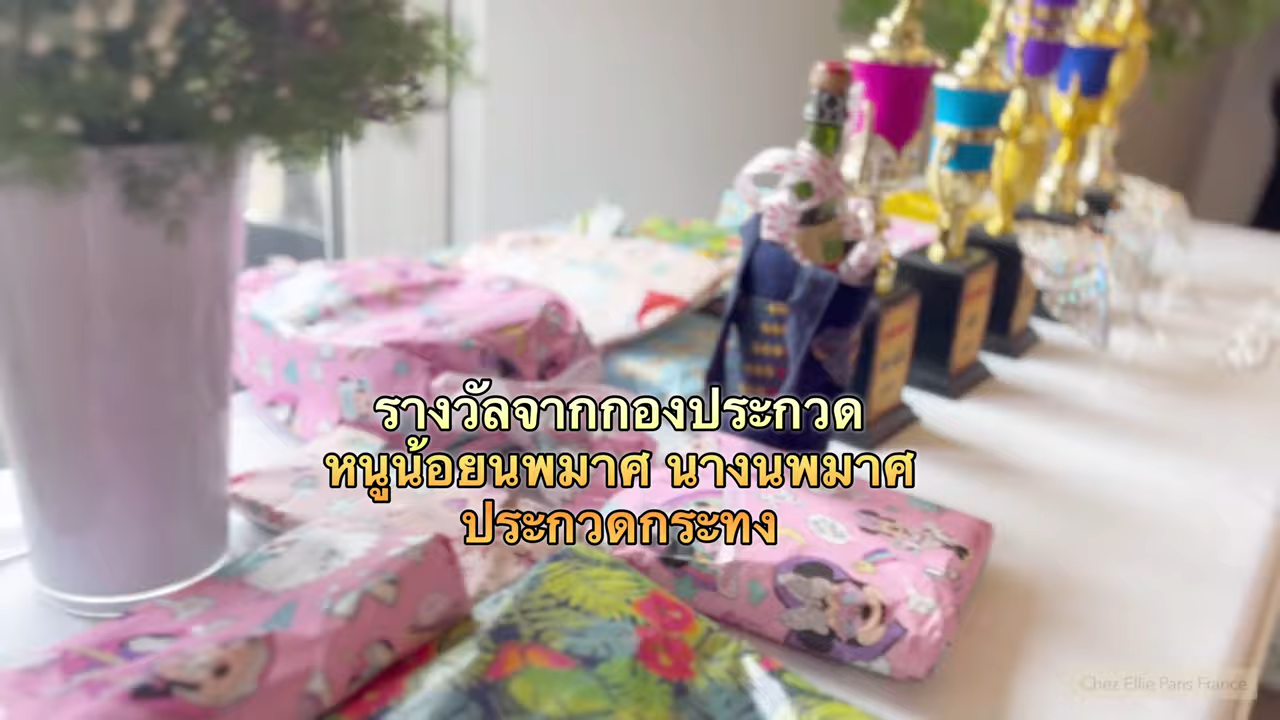 รางวัลจากกองประกวด
หนูน้อยนพมาศ นางนพมาศ
ประกวดกระทง
Chez Ellie Paris France